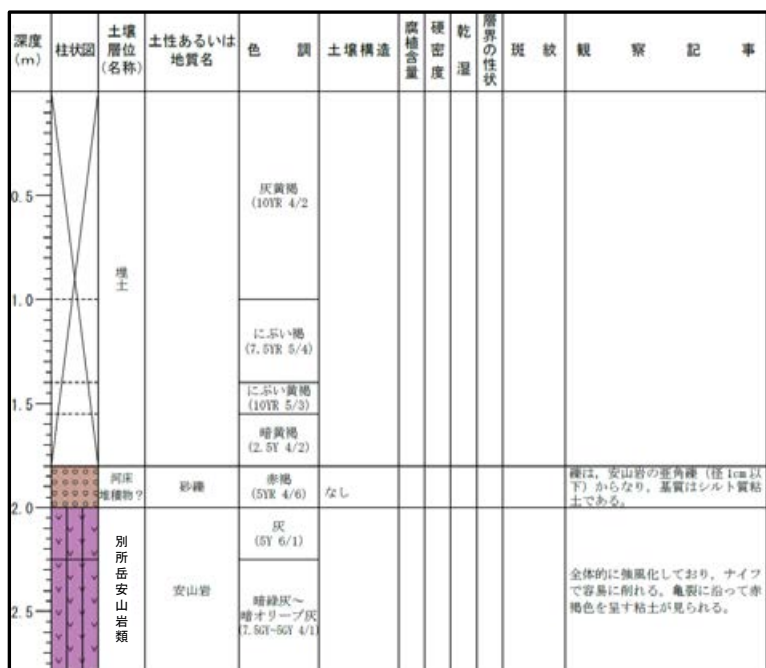 深度
(m)
柱状図
土壌
層位
(名称)
土性あるいは
地質名
色 調
土壌構造
腐植含量
硬密度
乾湿
層界の性状
斑 紋
観 察 記 事
0.5
1.0
1.5
2.0
2.5
埋土
灰黄褐
(10YR 4/2
にぶい褐
(7.5YR 5/4)
にぶい黄褐
(10YR 5/3)
暗黄褐
(2.5Y 4/2)
河床
堆積物?
砂礫
赤褐
(5YR 4/6)
なし
礫は,安山岩の亜角礫(径1cm以
下)からなり,基質はシルト質粘
土である。
別所岳安山岩類
安山岩
灰
(5Y 6/1)
暗緑灰~
暗オリーブ灰
(7.5GY~5GY 4/1)
全体的に強風化しており,ナイフ
で容易に削れる。亀裂に沿って赤
褐色を呈す粘土が見られる。